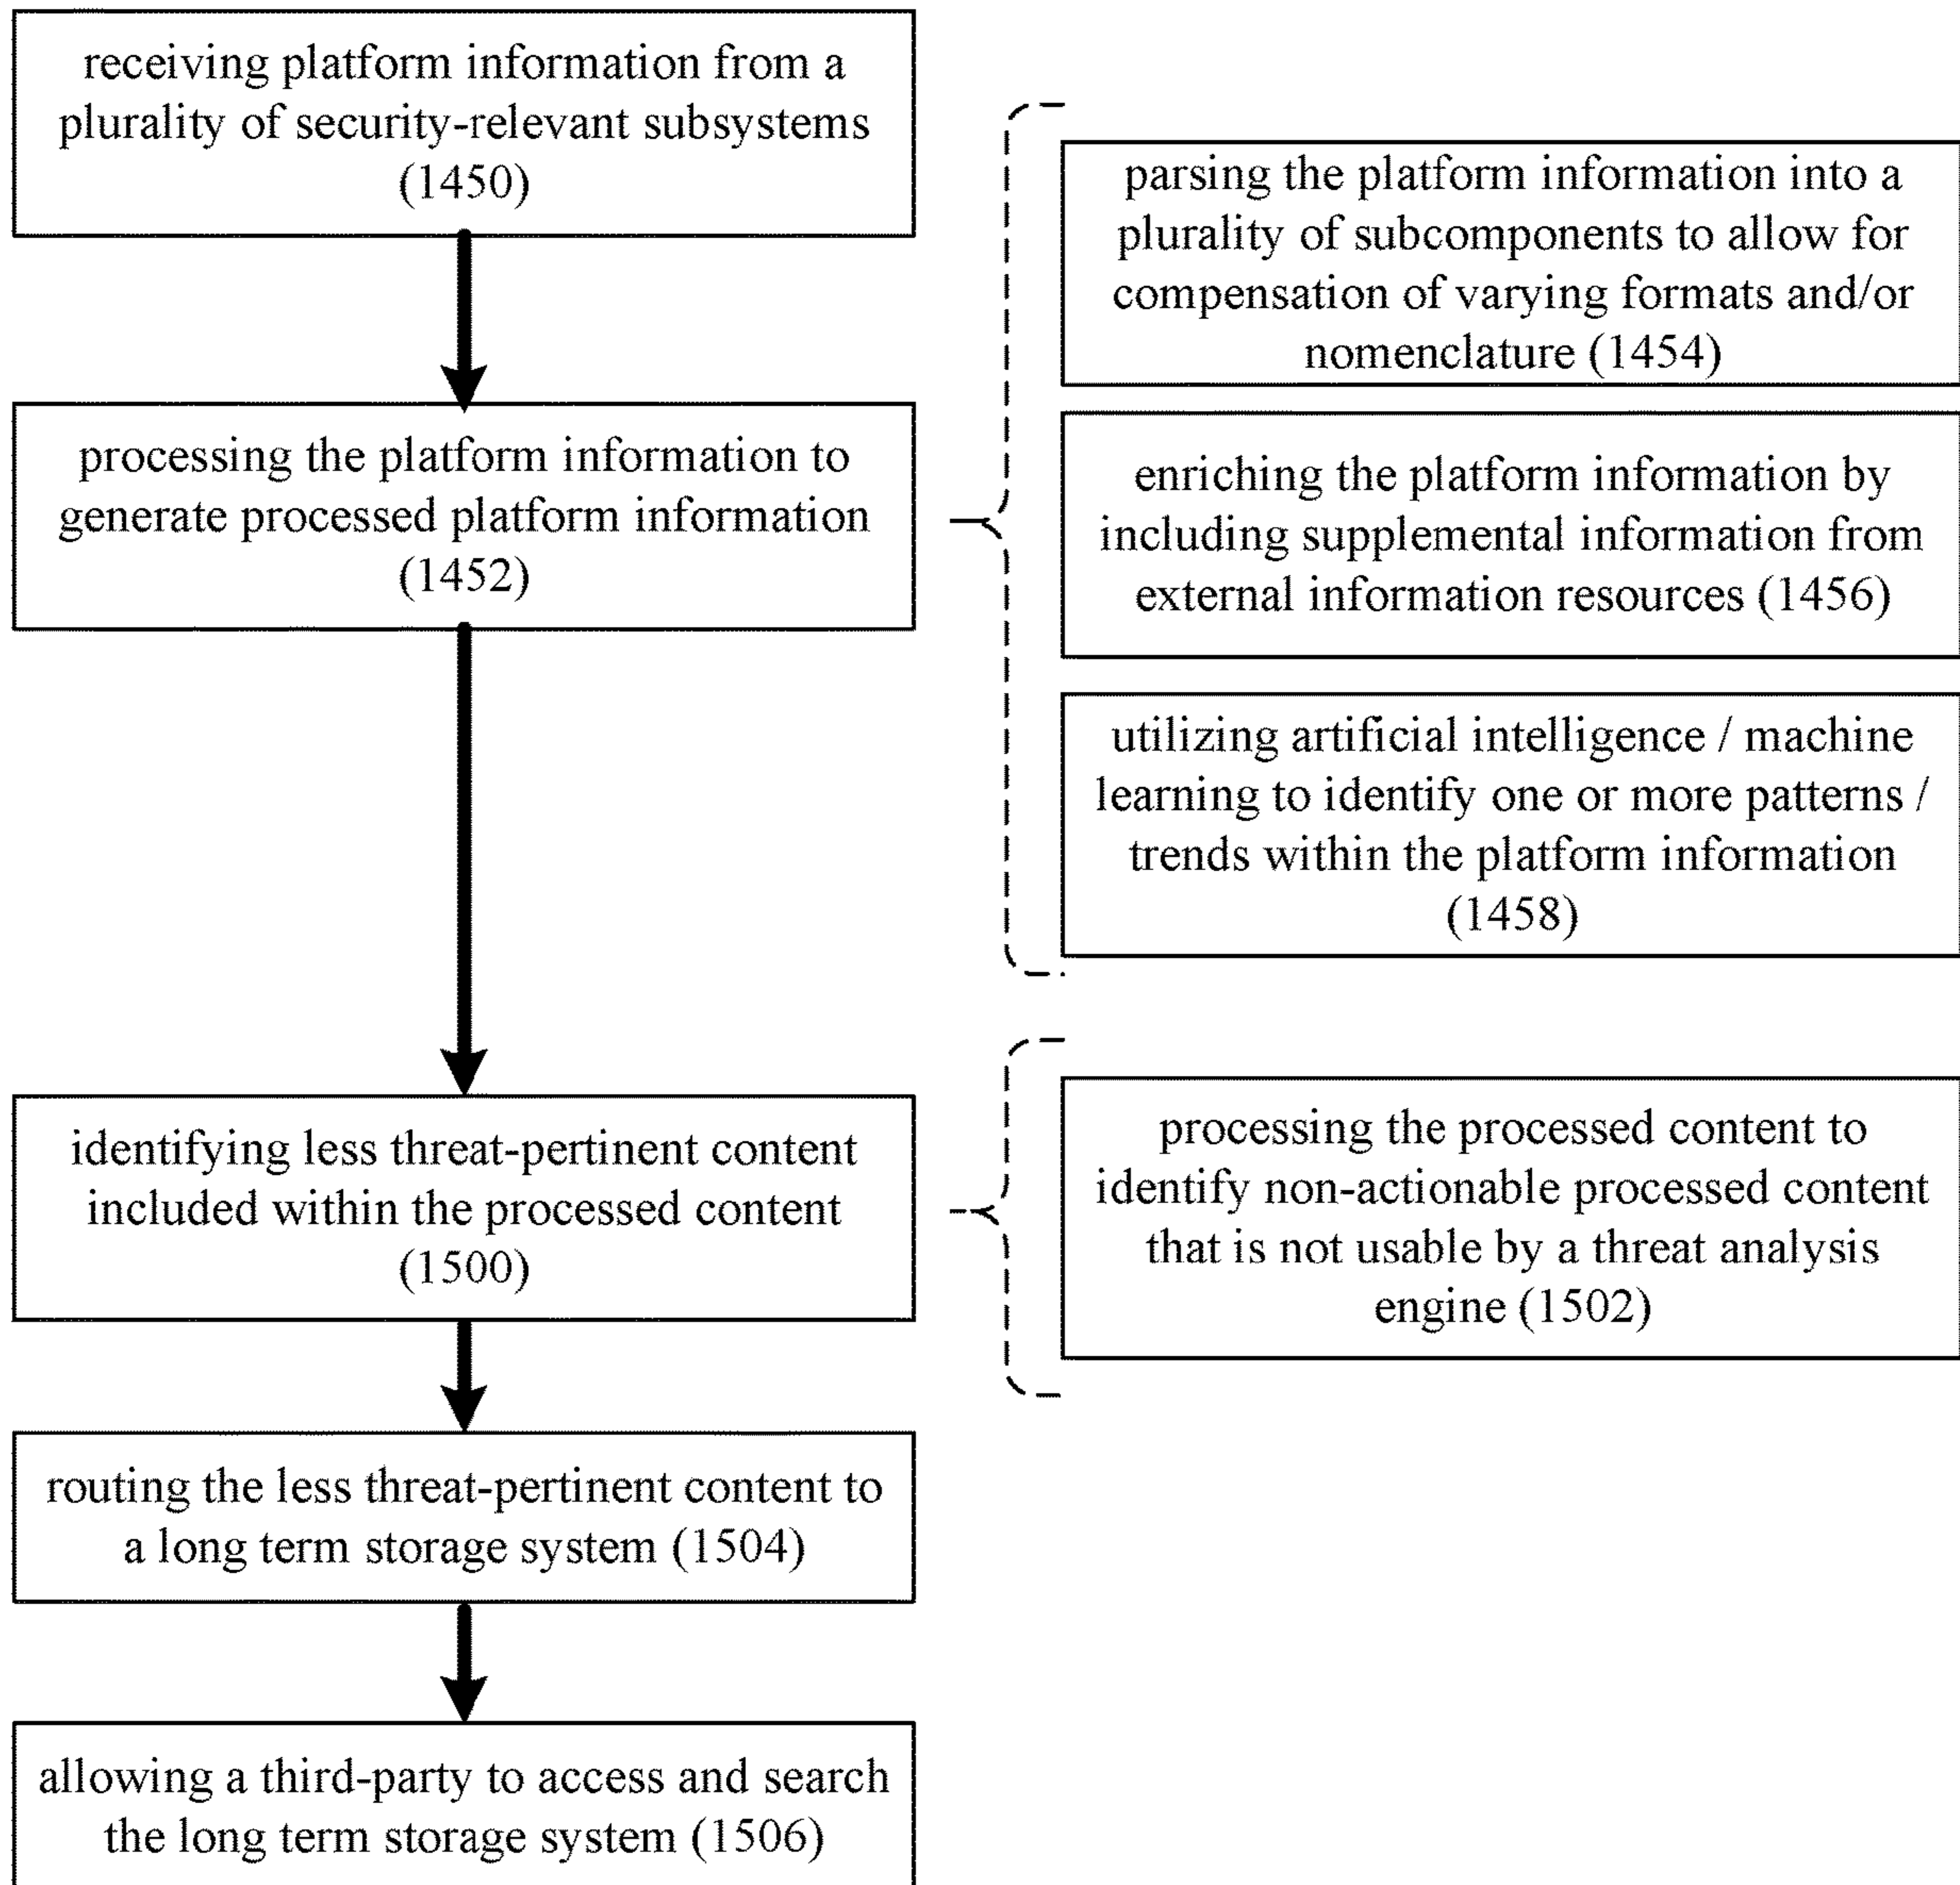 receiving platform information from a
plurality of security-relevant subsystems
(1450)
processing the platform information to
generate processed platform information
(1452)
parsing the platform information into a
plurality of subcomponents to allow for
compensation of varying formats and/or
nomenclature (1454)
enriching the platform information by
including supplemental information from
external information resources (1456)
utilizing artificial intelligence / machine
learning to identify one or more patterns /
trends within the platform information
(1458)
identifying less threat-pertinent content
included within the processed content
(1500)
processing the processed content to
identify non-actionable processed content
that is not usable by a threat analysis
engine (1502)
routing the less threat-pertinent content to
a long term storage system (1504)
allowing a third-party to access and search
the long term storage system (1506)